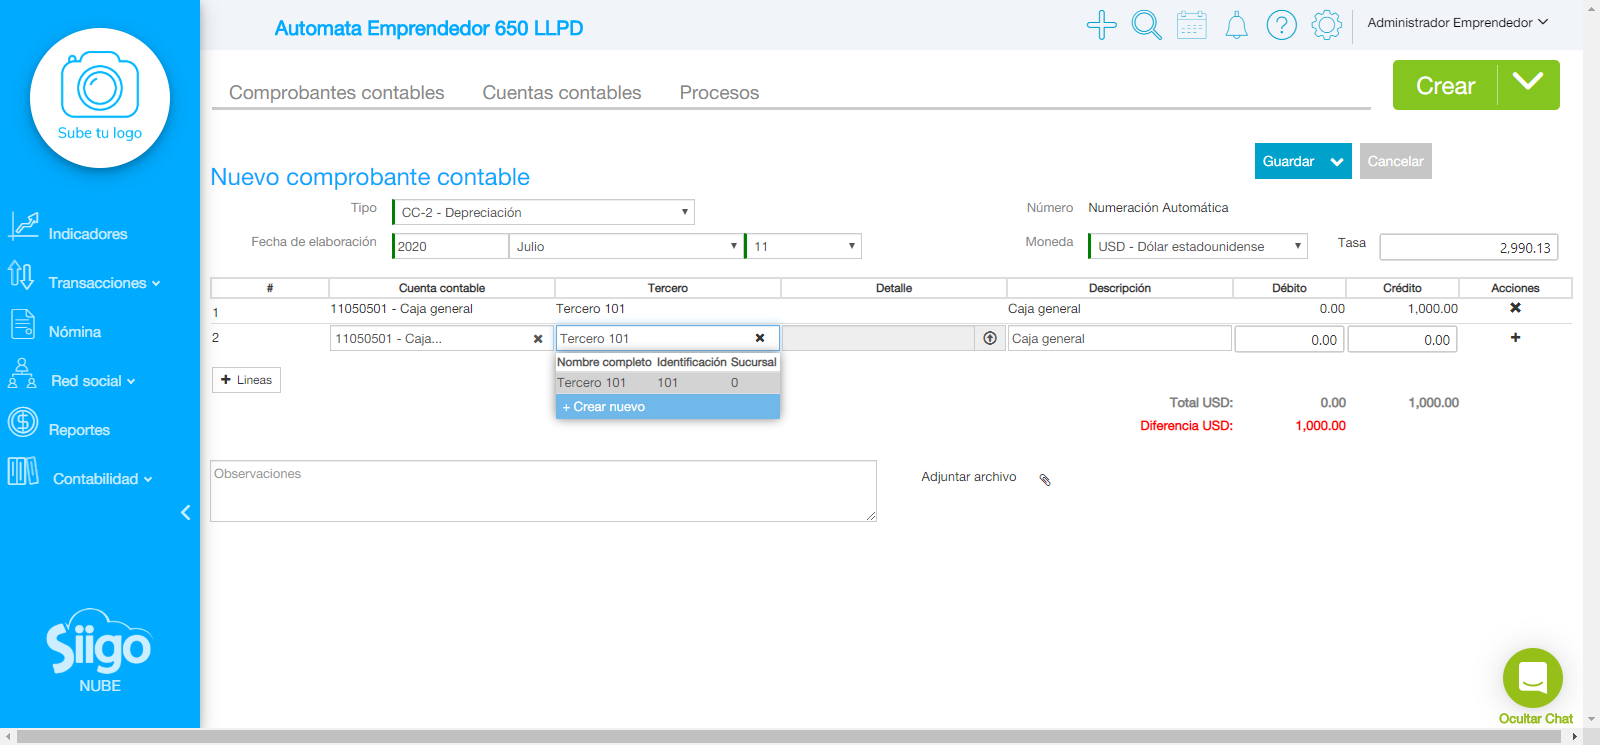 Automata Emprendedor 650 LLPD
Administrador Emprendedor
Sube tu logo
Comprobantes contables Cuentas contables Procesos
Crear
Guardar Cancelar
Nuevo comprobante contable
Tipo CC-2 - Depreciación Número Numeración Automática
Fecha de elaboración 2020 Julio 11 Moneda USD - Dólar estadounidense Tasa 2,990.13
# Cuenta contable Tercero Detalle Descripción Débito Crédito Acciones
1 11050501 - Caja general Tercero 101 Caja general 0.00 1,000.00
2 11050501 - Caja... Tercero 101 Caja general 0.00 0.00
Nombre completo Identificación Sucursal
Tercero 101 101 0
+ Crear nuevo
+ Lineas
Total USD: 0.00 1,000.00
Diferencia USD: 1,000.00
Observaciones
Adjuntar archivo
Indicadores
Transacciones
Nómina
Red social
Reportes
Contabilidad
Siigo
NUBE
Ocultar Chat